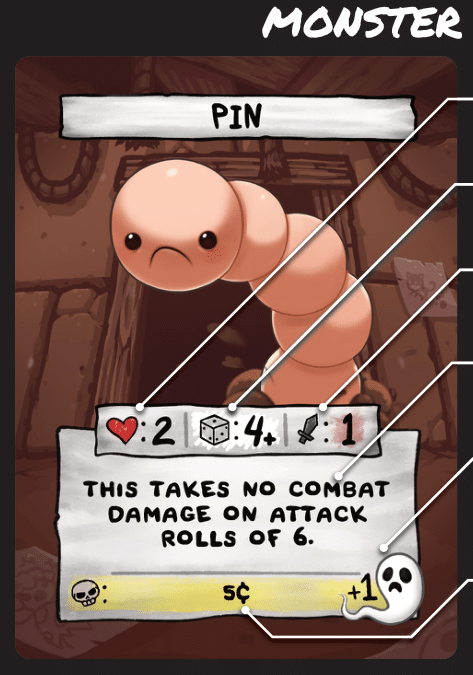 MONSTER
PIN
:2 :4+ :1
THIS TAKES NO COMBAT
DAMAGE ON ATTACK
ROLLS OF 6.
: 5¢ +1